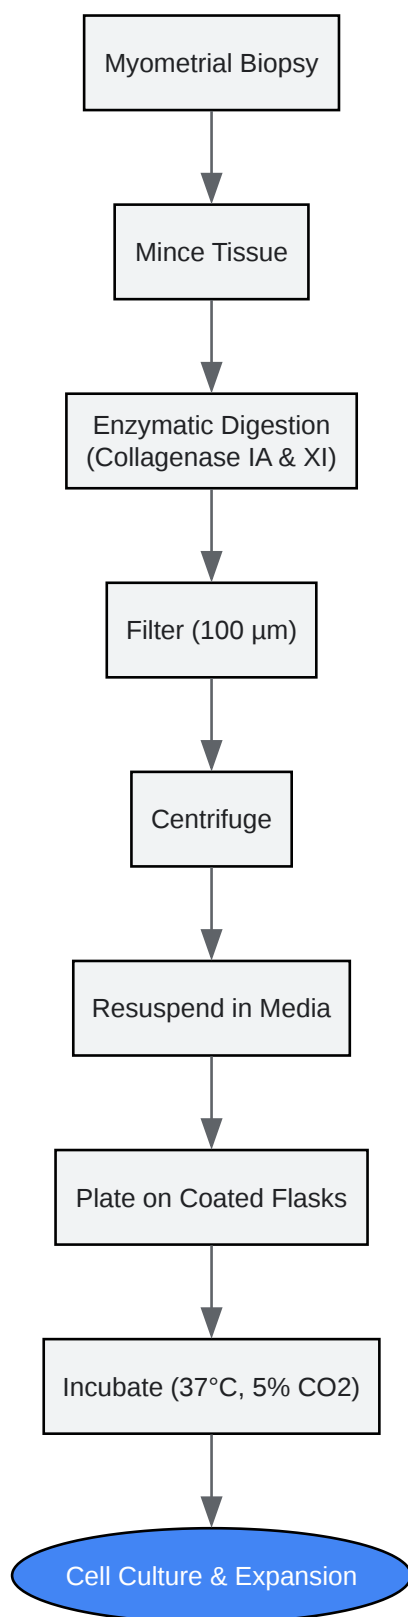 Myometrial Biopsy
Mince Tissue
Enzymatic Digestion
(Collagenase IA & XI)
Filter (100 µm)
Centrifuge
Resuspend in Media
Plate on Coated Flasks
Incubate (37°C, 5% CO2)
Cell Culture & Expansion